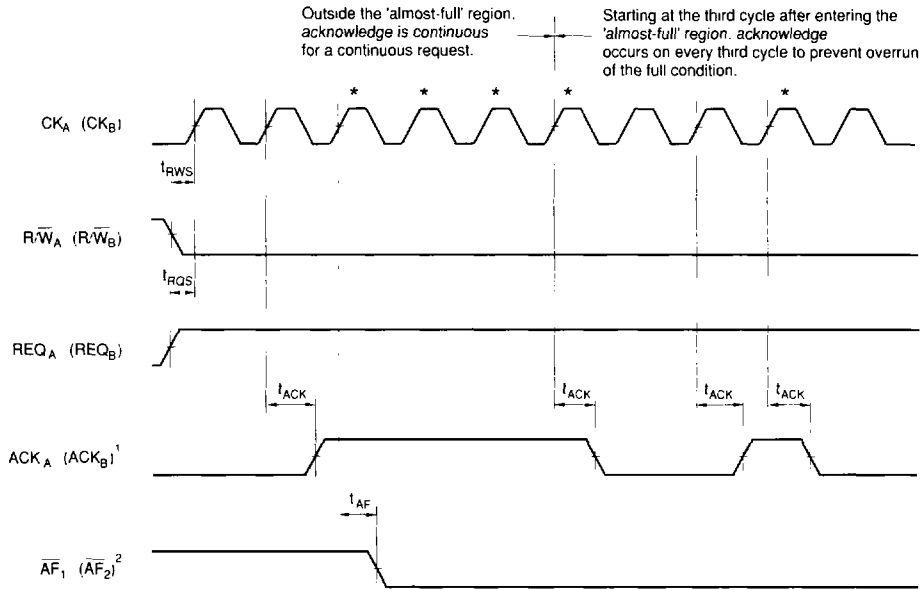 Outside the 'almost-full' region,
acknowledge is continuous
for a continuous request.
Starting at the third cycle after entering the
'almost-full' region, acknowledge
occurs on every third cycle to prevent overrun
of the full condition.
* * * * *
CKA (CKB)
tRWS
R/W̅A (R/W̅B)
tRQS
REQA (REQB)
tACK tACK tACK tACK
ACKA (ACKB)¹
tAF
A̅F̅1 (A̅F̅2)²